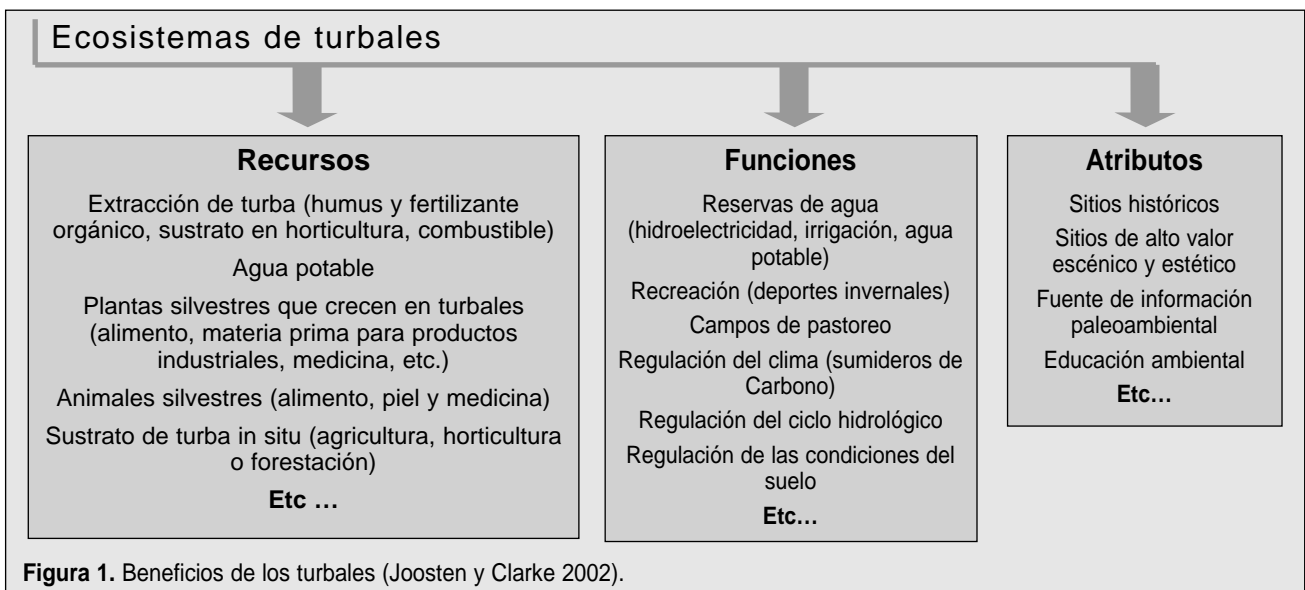 Ecosistemas de turbales
Recursos
Extracción de turba (humus y fertilizante
orgánico, sustrato en horticultura, combustible)
Agua potable
Plantas silvestres que crecen en turbales
(alimento, materia prima para productos
industriales, medicina, etc.)
Animales silvestres (alimento, piel y medicina)
Sustrato de turba in situ (agricultura, horticultura
o forestación)
Etc …
Funciones
Reservas de agua
(hidroelectricidad, irrigación, agua
potable)
Recreación (deportes invernales)
Campos de pastoreo
Regulación del clima (sumideros de
Carbono)
Regulación del ciclo hidrológico
Regulación de las condiciones del
suelo
Etc…
Atributos
Sitios históricos
Sitios de alto valor
escénico y estético
Fuente de información
paleoambiental
Educación ambiental
Etc…
Figura 1. Beneficios de los turbales (Joosten y Clarke 2002).